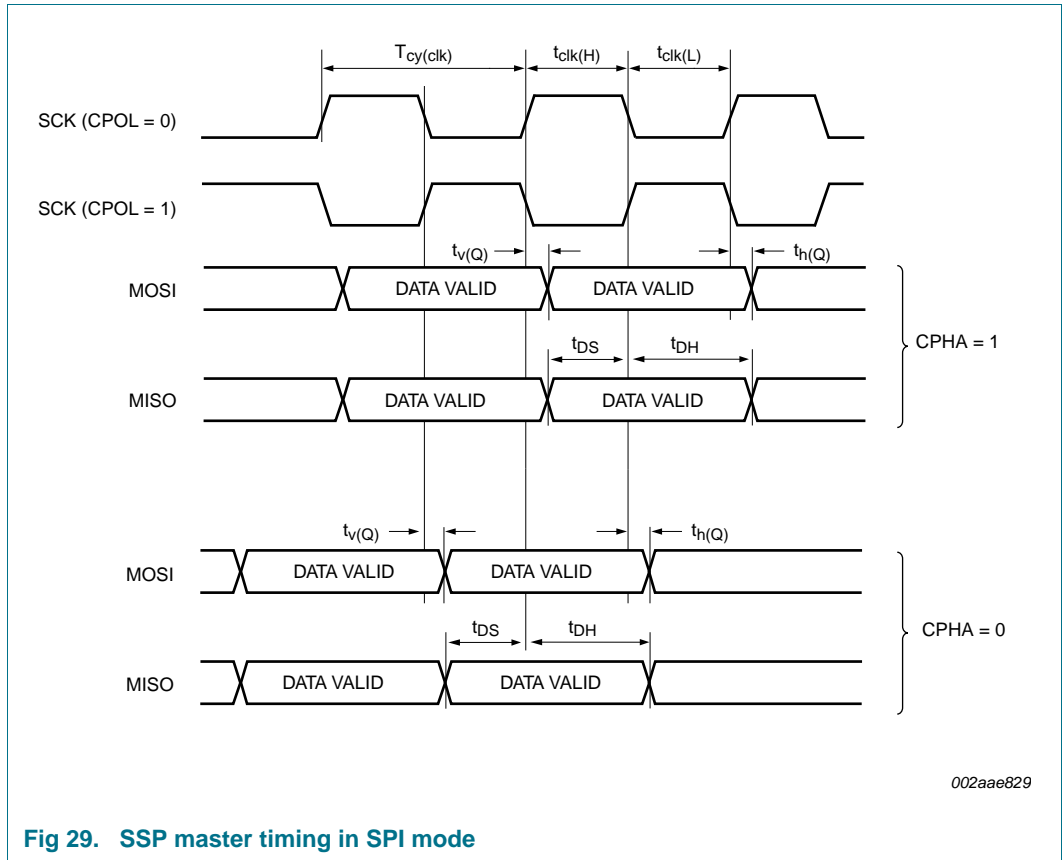 Tcy(clk) tclk(H) tclk(L)
SCK (CPOL = 0)
SCK (CPOL = 1)
tv(Q) th(Q)
MOSI DATA VALID DATA VALID
CPHA = 1
tDS tDH
MISO DATA VALID DATA VALID
tv(Q) th(Q)
MOSI DATA VALID DATA VALID
CPHA = 0
tDS tDH
MISO DATA VALID DATA VALID
002aae829
Fig 29. SSP master timing in SPI mode